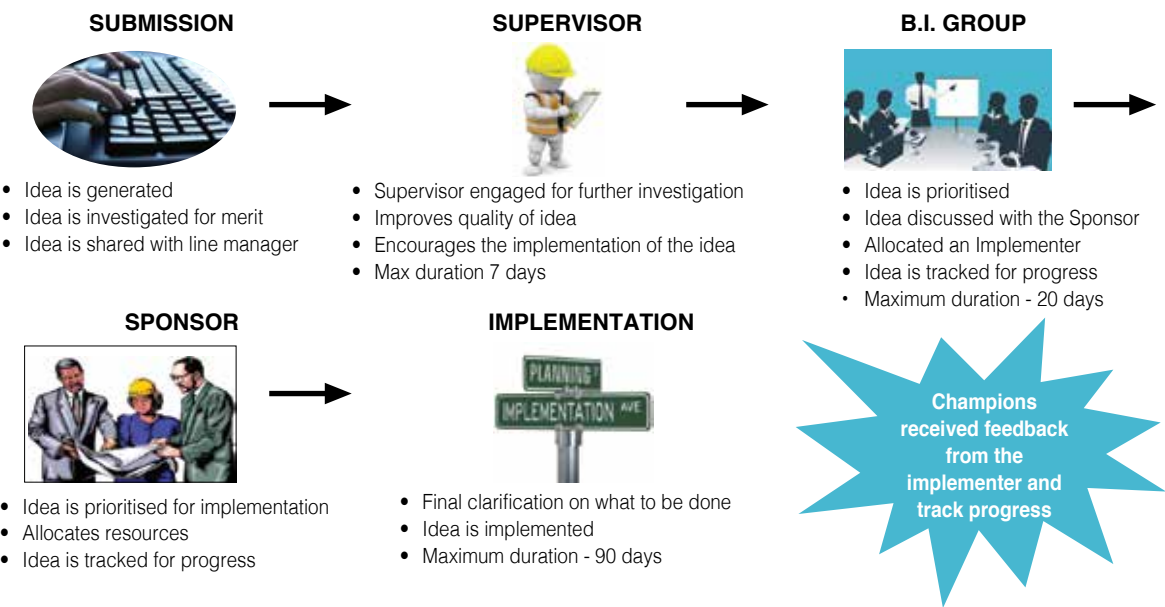 SUBMISSION
• Idea is generated
• Idea is investigated for merit
• Idea is shared with line manager
SUPERVISOR
• Supervisor engaged for further investigation
• Improves quality of idea
• Encourages the implementation of the idea
• Max duration 7 days
B.I. GROUP
• Idea is prioritised
• Idea discussed with the Sponsor
• Allocated an Implementer
• Idea is tracked for progress
• Maximum duration - 20 days
SPONSOR
• Idea is prioritised for implementation
• Allocates resources
• Idea is tracked for progress
IMPLEMENTATION
PLANNING
IMPLEMENTATION AVE
• Final clarification on what to be done
• Idea is implemented
• Maximum duration - 90 days
Champions
received feedback
from the
implementer and
track progress